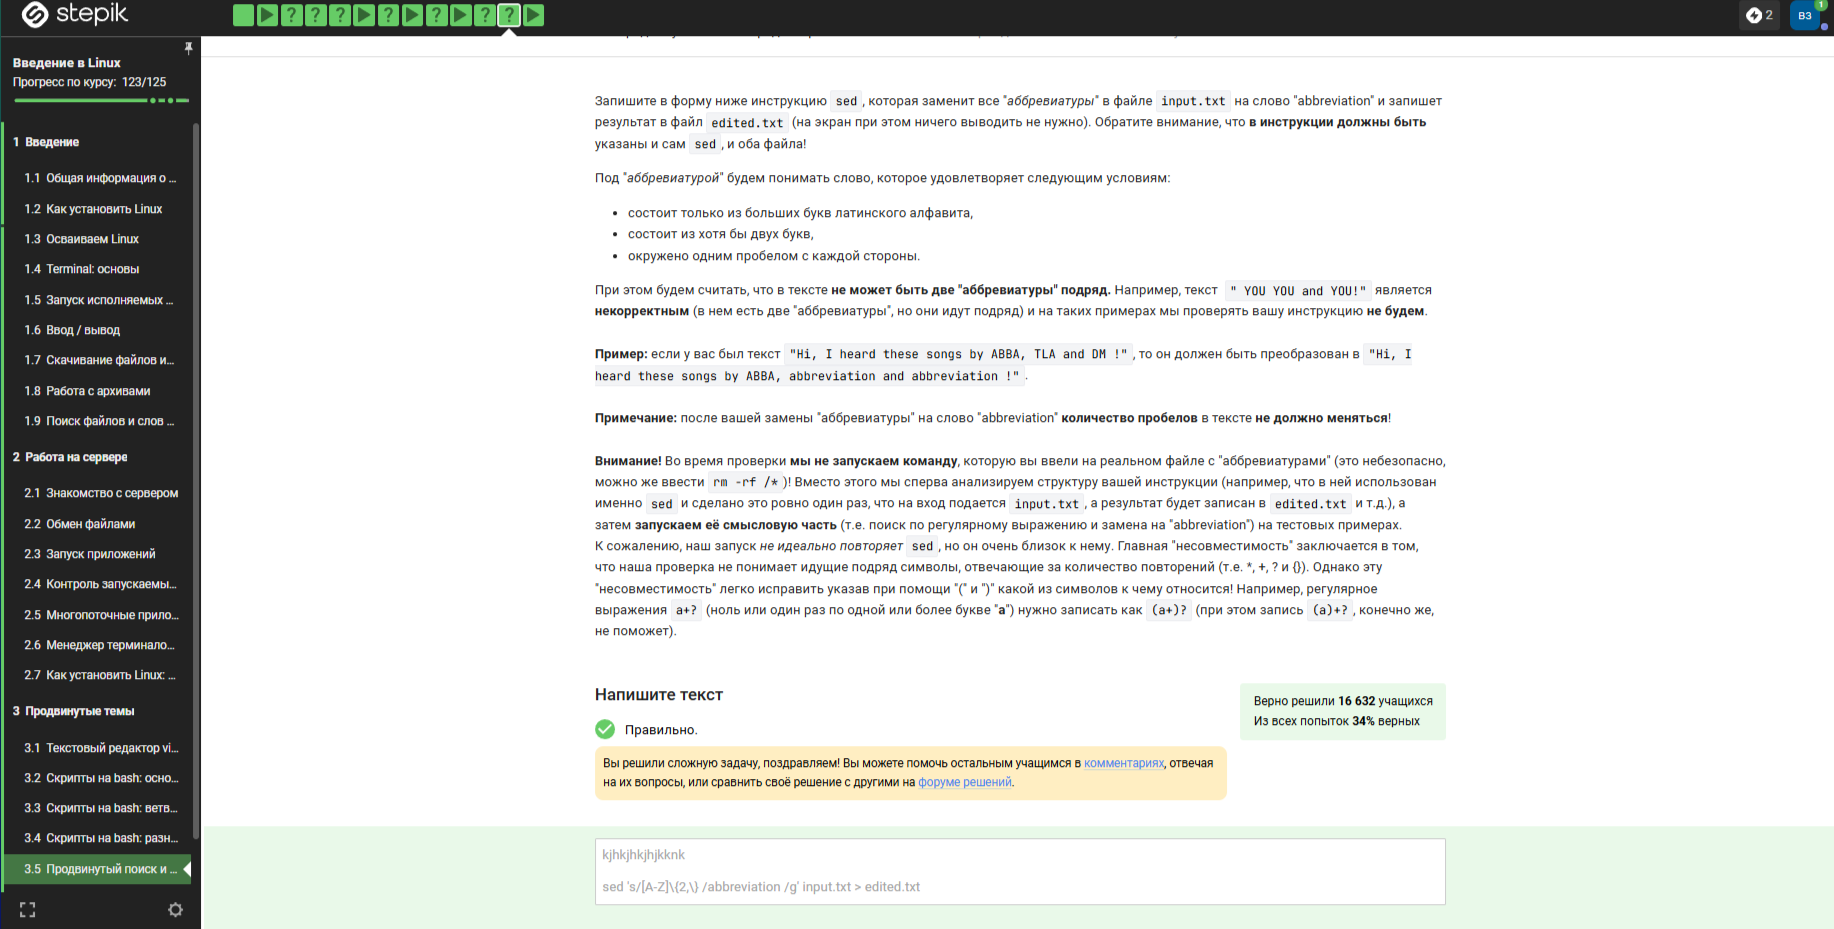 stepik
2
ВЗ
1
Введение в Linux
Прогресс по курсу: 123/125
1 Введение
1.1 Общая информация о ...
1.2 Как установить Linux
1.3 Осваиваем Linux
1.4 Terminal: основы
1.5 Запуск исполняемых ...
1.6 Ввод / вывод
1.7 Скачивание файлов и...
1.8 Работа с архивами
1.9 Поиск файлов и слов ...
2 Работа на сервере
2.1 Знакомство с сервером
2.2 Обмен файлами
2.3 Запуск приложений
2.4 Контроль запускаемы...
2.5 Многопоточные прило...
2.6 Менеджер терминало...
2.7 Как установить Linux: ...
3 Продвинутые темы
3.1 Текстовый редактор vi...
3.2 Скрипты на bash: осно...
3.3 Скрипты на bash: ветв...
3.4 Скрипты на bash: разн...
3.5 Продвинутый поиск и ...
Запишите в форму ниже инструкцию sed, которая заменит все "аббревиатуры" в файле input.txt на слово "abbreviation" и запишет
результат в файл edited.txt (на экран при этом ничего выводить не нужно). Обратите внимание, что в инструкции должны быть
указаны и сам sed, и оба файла!
Под "аббревиатурой" будем понимать слово, которое удовлетворяет следующим условиям:
• состоит только из больших букв латинского алфавита,
• состоит из хотя бы двух букв,
• окружено одним пробелом с каждой стороны.
При этом будем считать, что в тексте не может быть две "аббревиатуры" подряд. Например, текст " YOU YOU and YOU!" является
некорректным (в нем есть две "аббревиатуры", но они идут подряд) и на таких примерах мы проверять вашу инструкцию не будем.
Пример: если у вас был текст "Hi, I heard these songs by ABBA, TLA and DM !", то он должен быть преобразован в "Hi, I
heard these songs by ABBA, abbreviation and abbreviation !".
Примечание: после вашей замены "аббревиатуры" на слово "abbreviation" количество пробелов в тексте не должно меняться!
Внимание! Во время проверки мы не запускаем команду, которую вы ввели на реальном файле с "аббревиатурами" (это небезопасно,
можно же ввести rm -rf /*)! Вместо этого мы сперва анализируем структуру вашей инструкции (например, что в ней использован
именно sed и сделано это ровно один раз, что на вход подается input.txt, а результат будет записан в edited.txt и т.д.), а
затем запускаем её смысловую часть (т.е. поиск по регулярному выражению и замена на "abbreviation") на тестовых примерах.
К сожалению, наш запуск не идеально повторяет sed, но он очень близок к нему. Главная "несовместимость" заключается в том,
что наша проверка не понимает идущие подряд символы, отвечающие за количество повторений (т.е. *, +, ? и {}). Однако эту
"несовместимость" легко исправить указав при помощи "(" и ")" какой из символов к чему относится! Например, регулярное
выражения a+? (ноль или один раз по одной или более букве "a") нужно записать как (a+)? (при этом запись (a)+?, конечно же,
не поможет).
Напишите текст
Верно решили 16 632 учащихся
Из всех попыток 34% верных
Правильно.
Вы решили сложную задачу, поздравляем! Вы можете помочь остальным учащимся в комментариях, отвечая
на их вопросы, или сравнить своё решение с другими на форуме решений.
kjhkjhkjhjkknk
sed 's/[A-Z]\{2,\} /abbreviation /g' input.txt > edited.txt